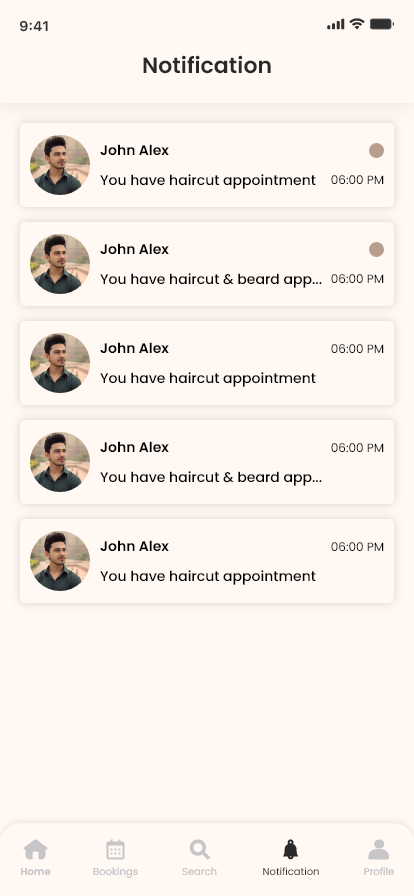 9:41
Notification
John Alex
You have haircut appointment 06:00 PM
John Alex
You have haircut & beard app... 06:00 PM
John Alex 06:00 PM
You have haircut appointment
John Alex 06:00 PM
You have haircut & beard app...
John Alex 06:00 PM
You have haircut appointment
Home Bookings Search Notification Profile